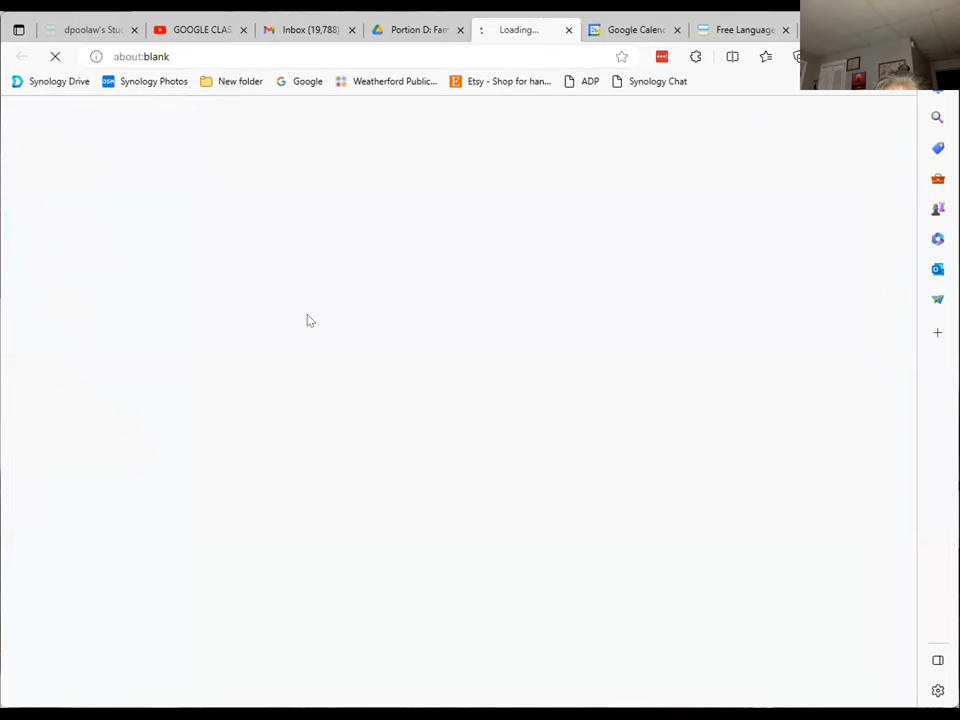 dpoolaw's Stu
GOOGLE CLAS
Inbox (19,788)
Portion D: Fam
Loading...
Google Calen
Free Language
about:blank
Synology Drive
Synology Photos
New folder
Google
Weatherford Public...
Etsy - Shop for han...
ADP
Synology Chat